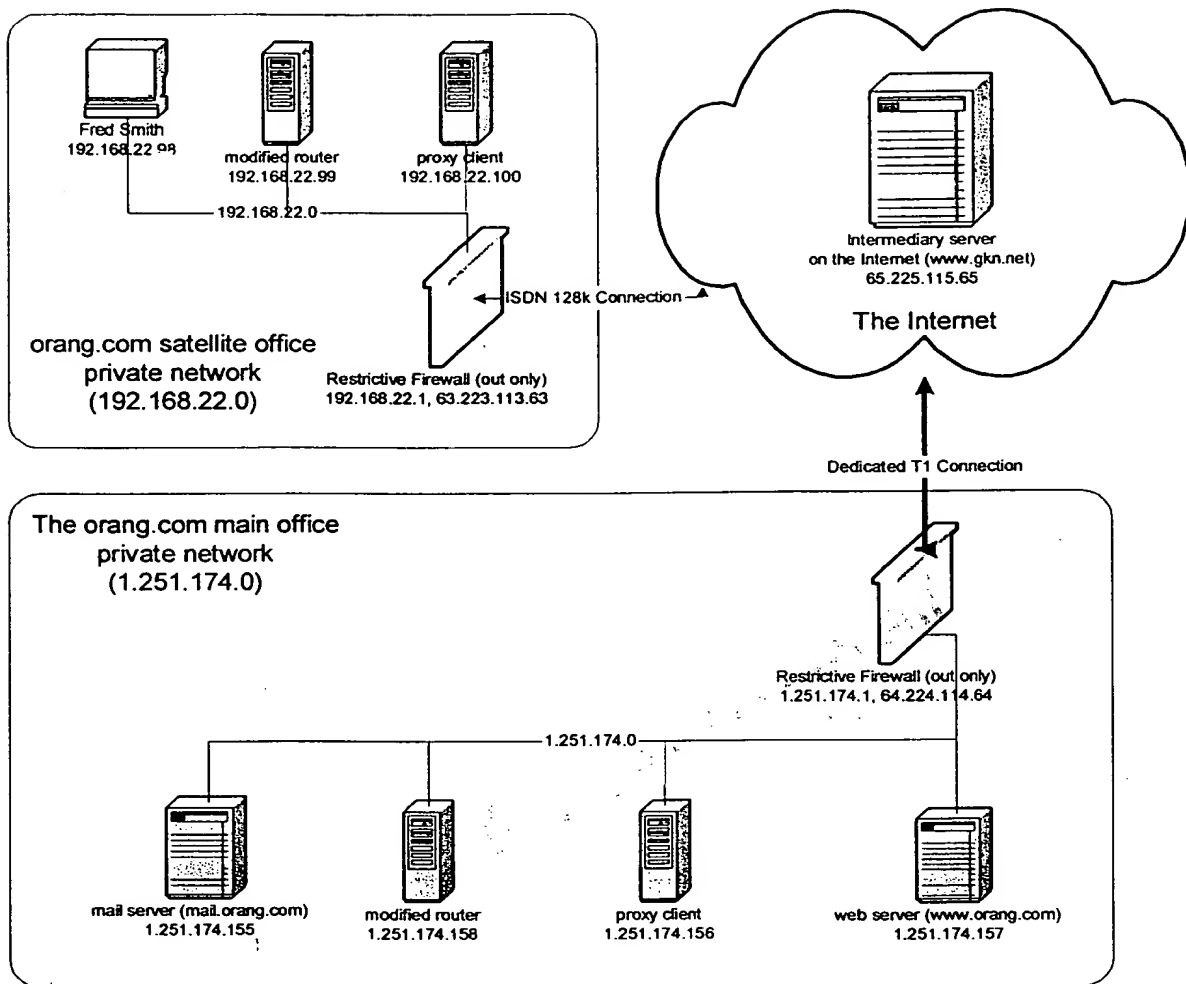 Fred Smith
192.168.22.98
modified router
192.168.22.99
proxy client
192.168.22.100
192.168.22.0
ISDN 128k Connection
orang.com satellite office
private network
(192.168.22.0)
Restrictive Firewall (out only)
192.168.22.1, 63.223.113.63
Intermediary server
on the Internet (www.gkn.net)
65.225.115.65
The Internet
Dedicated T1 Connection
The orang.com main office
private network
(1.251.174.0)
Restrictive Firewall (out only)
1.251.174.1, 64.224.114.64
1.251.174.0
mail server (mail.orang.com)
1.251.174.155
modified router
1.251.174.158
proxy client
1.251.174.156
web server (www.orang.com)
1.251.174.157